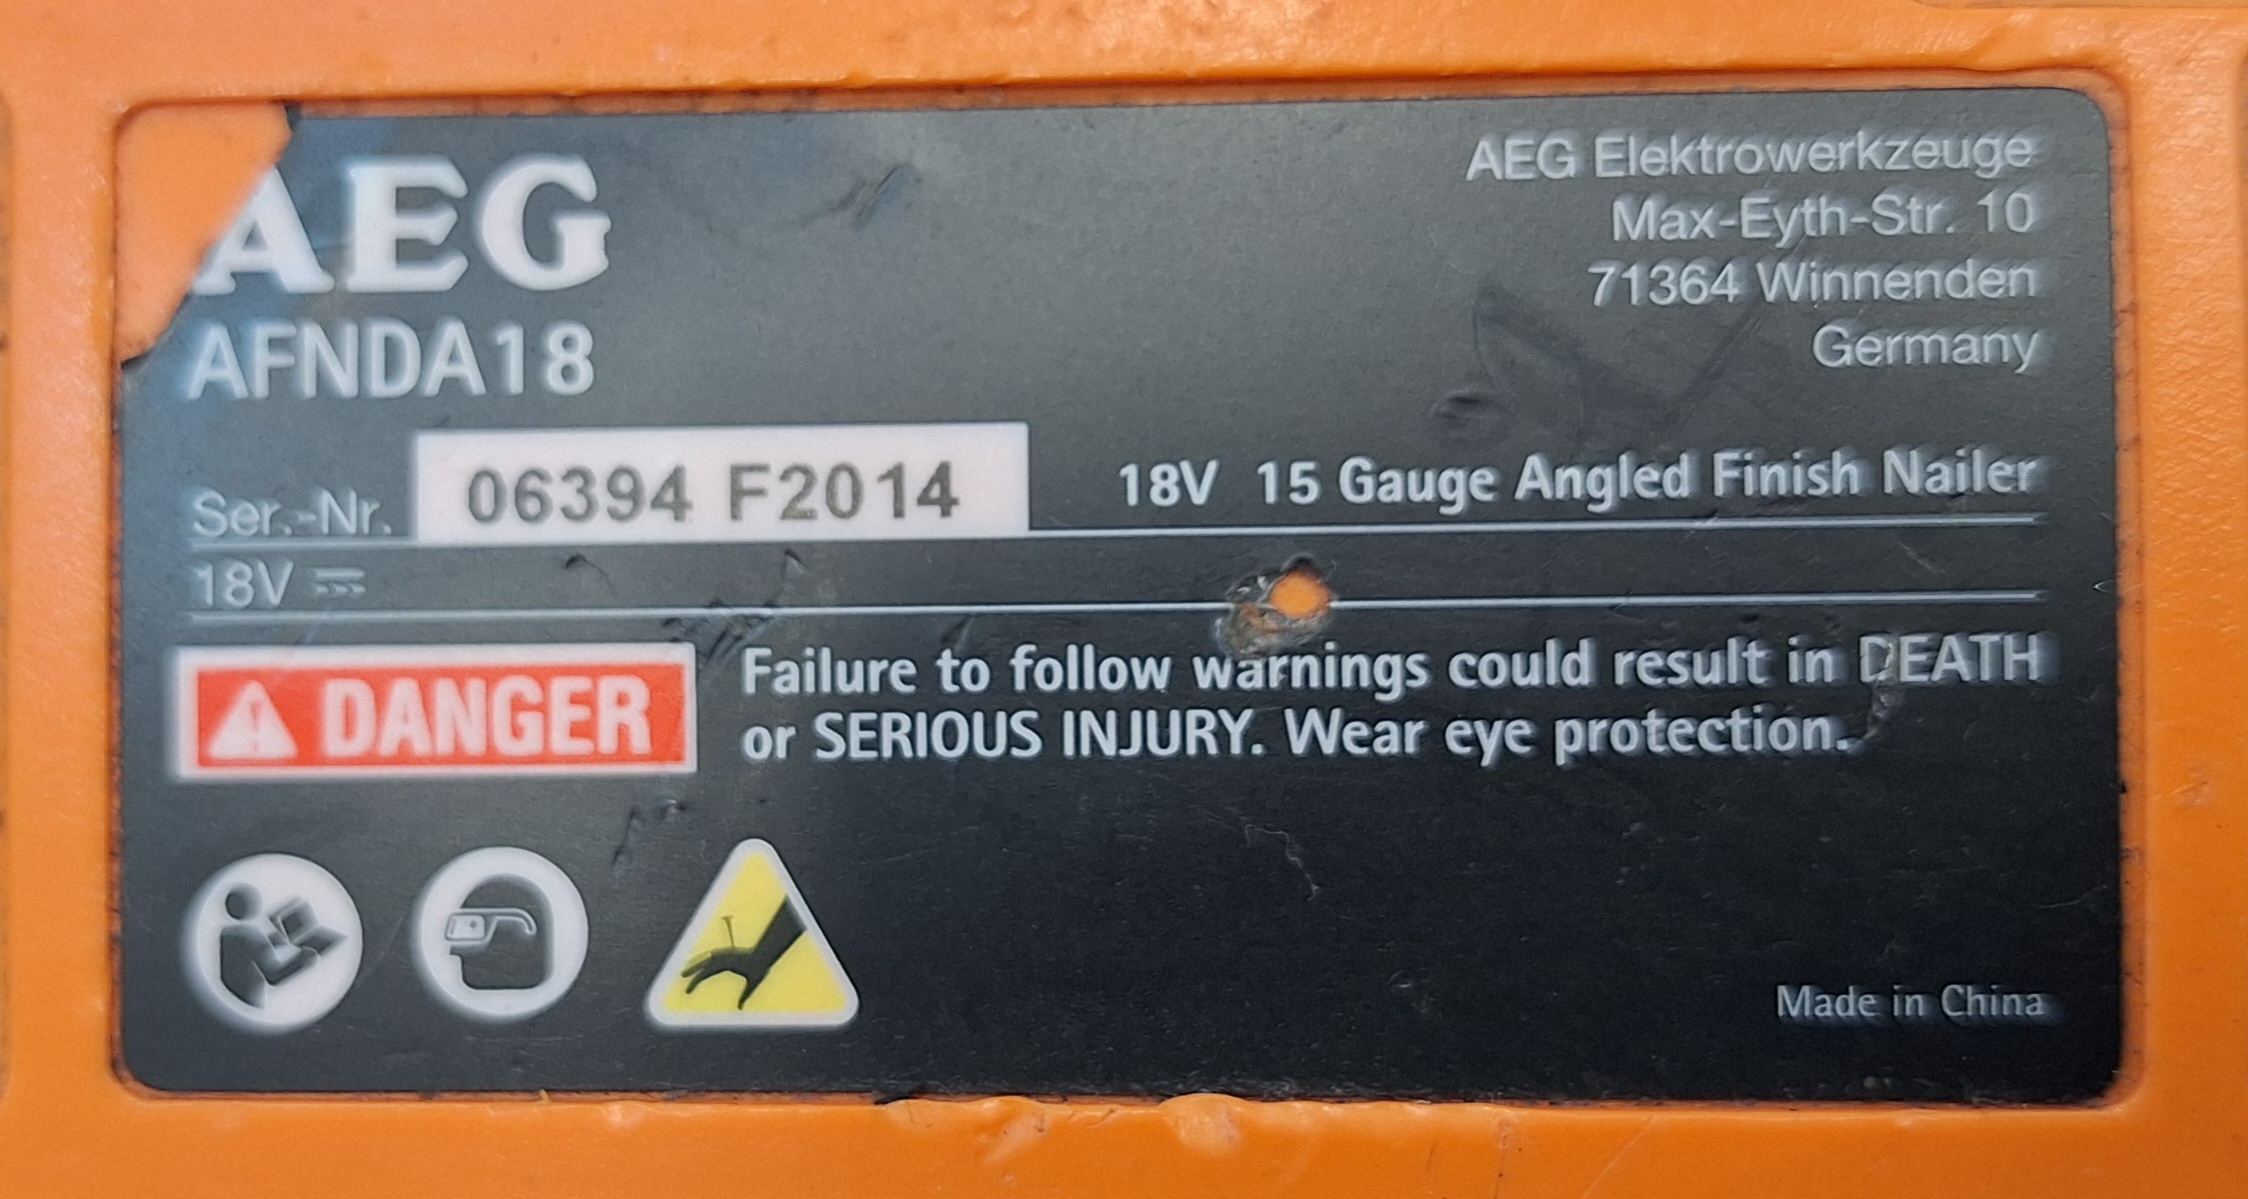 AEG
AFNDA18
AEG Elektrowerkzeuge
Max-Eyth-Str. 10
71364 Winnenden
Germany
Ser.-Nr. 06394 F2014
18V 15 Gauge Angled Finish Nailer
18V ⎓
DANGER
Failure to follow warnings could result in DEATH
or SERIOUS INJURY. Wear eye protection.
Made in China